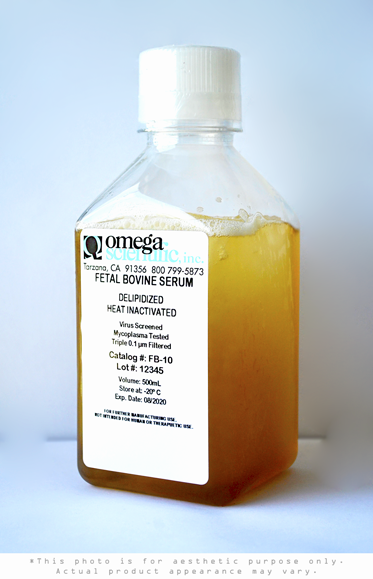 omega
scientific, inc.
Tarzana, CA 91356 800 799-5873
FETAL BOVINE SERUM
DELIPIDIZED
HEAT INACTIVATED
Virus Screened
Mycoplasma Tested
Triple 0.1 µm Filtered
Catalog #: FB-10
Lot #: 12345
Volume: 500mL
Store at: -20º C
Exp. Date: 08/2020
FOR FURTHER MANUFACTURING USE.
NOT INTENDED FOR HUMAN OR THERAPEUTIC USE.
*This photo is for aesthetic purpose only.
Actual product appearance may vary.